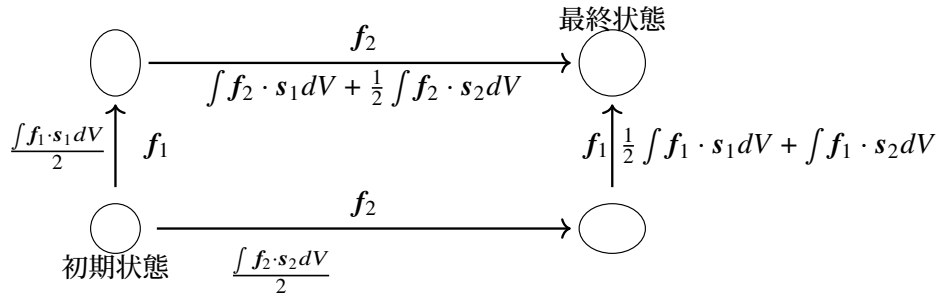 最終状態
f₂
∫f₂ · s₁dV + 1/2 ∫f₂ · s₂dV
∫f₁·s₁dV/2
f₁
f₁ 1/2 ∫f₁ · s₁dV + ∫f₁ · s₂dV
f₂
初期状態
∫f₂·s₂dV/2